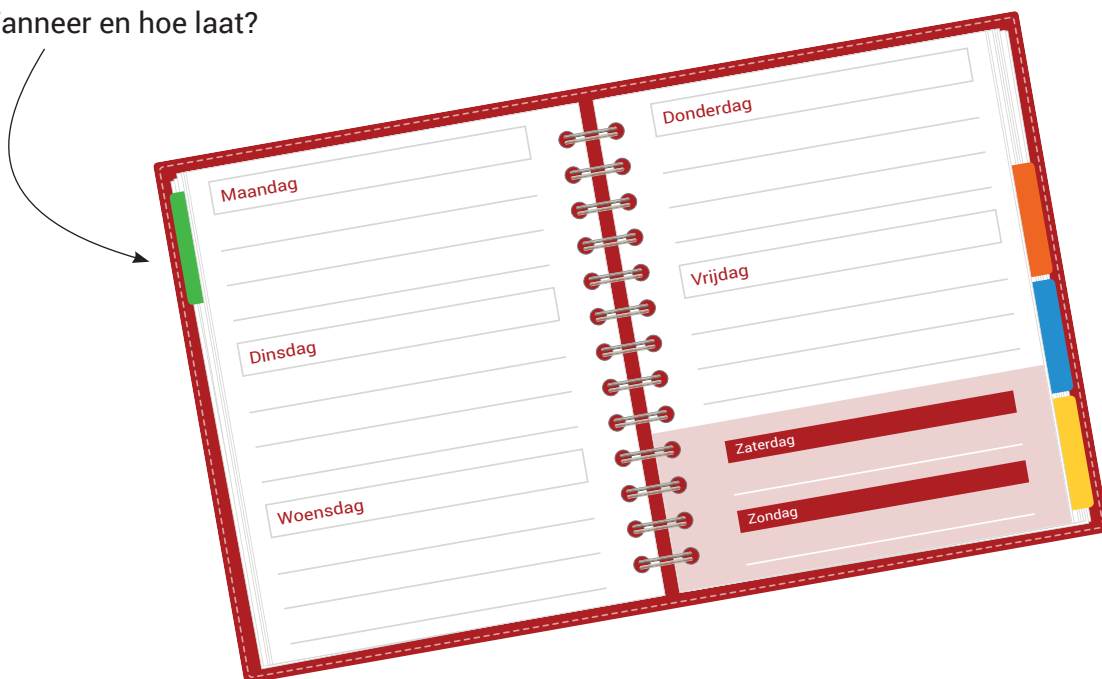 anneer en hoe laat?
Maandag
Dinsdag
Woensdag
Donderdag
Vrijdag
Zaterdag
Zondag